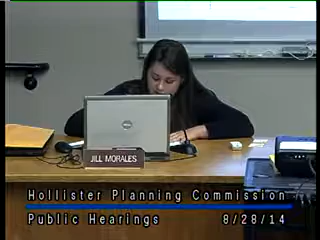 JILL MORALES
Hollister Planning Commission
Public Hearings 8/28/14